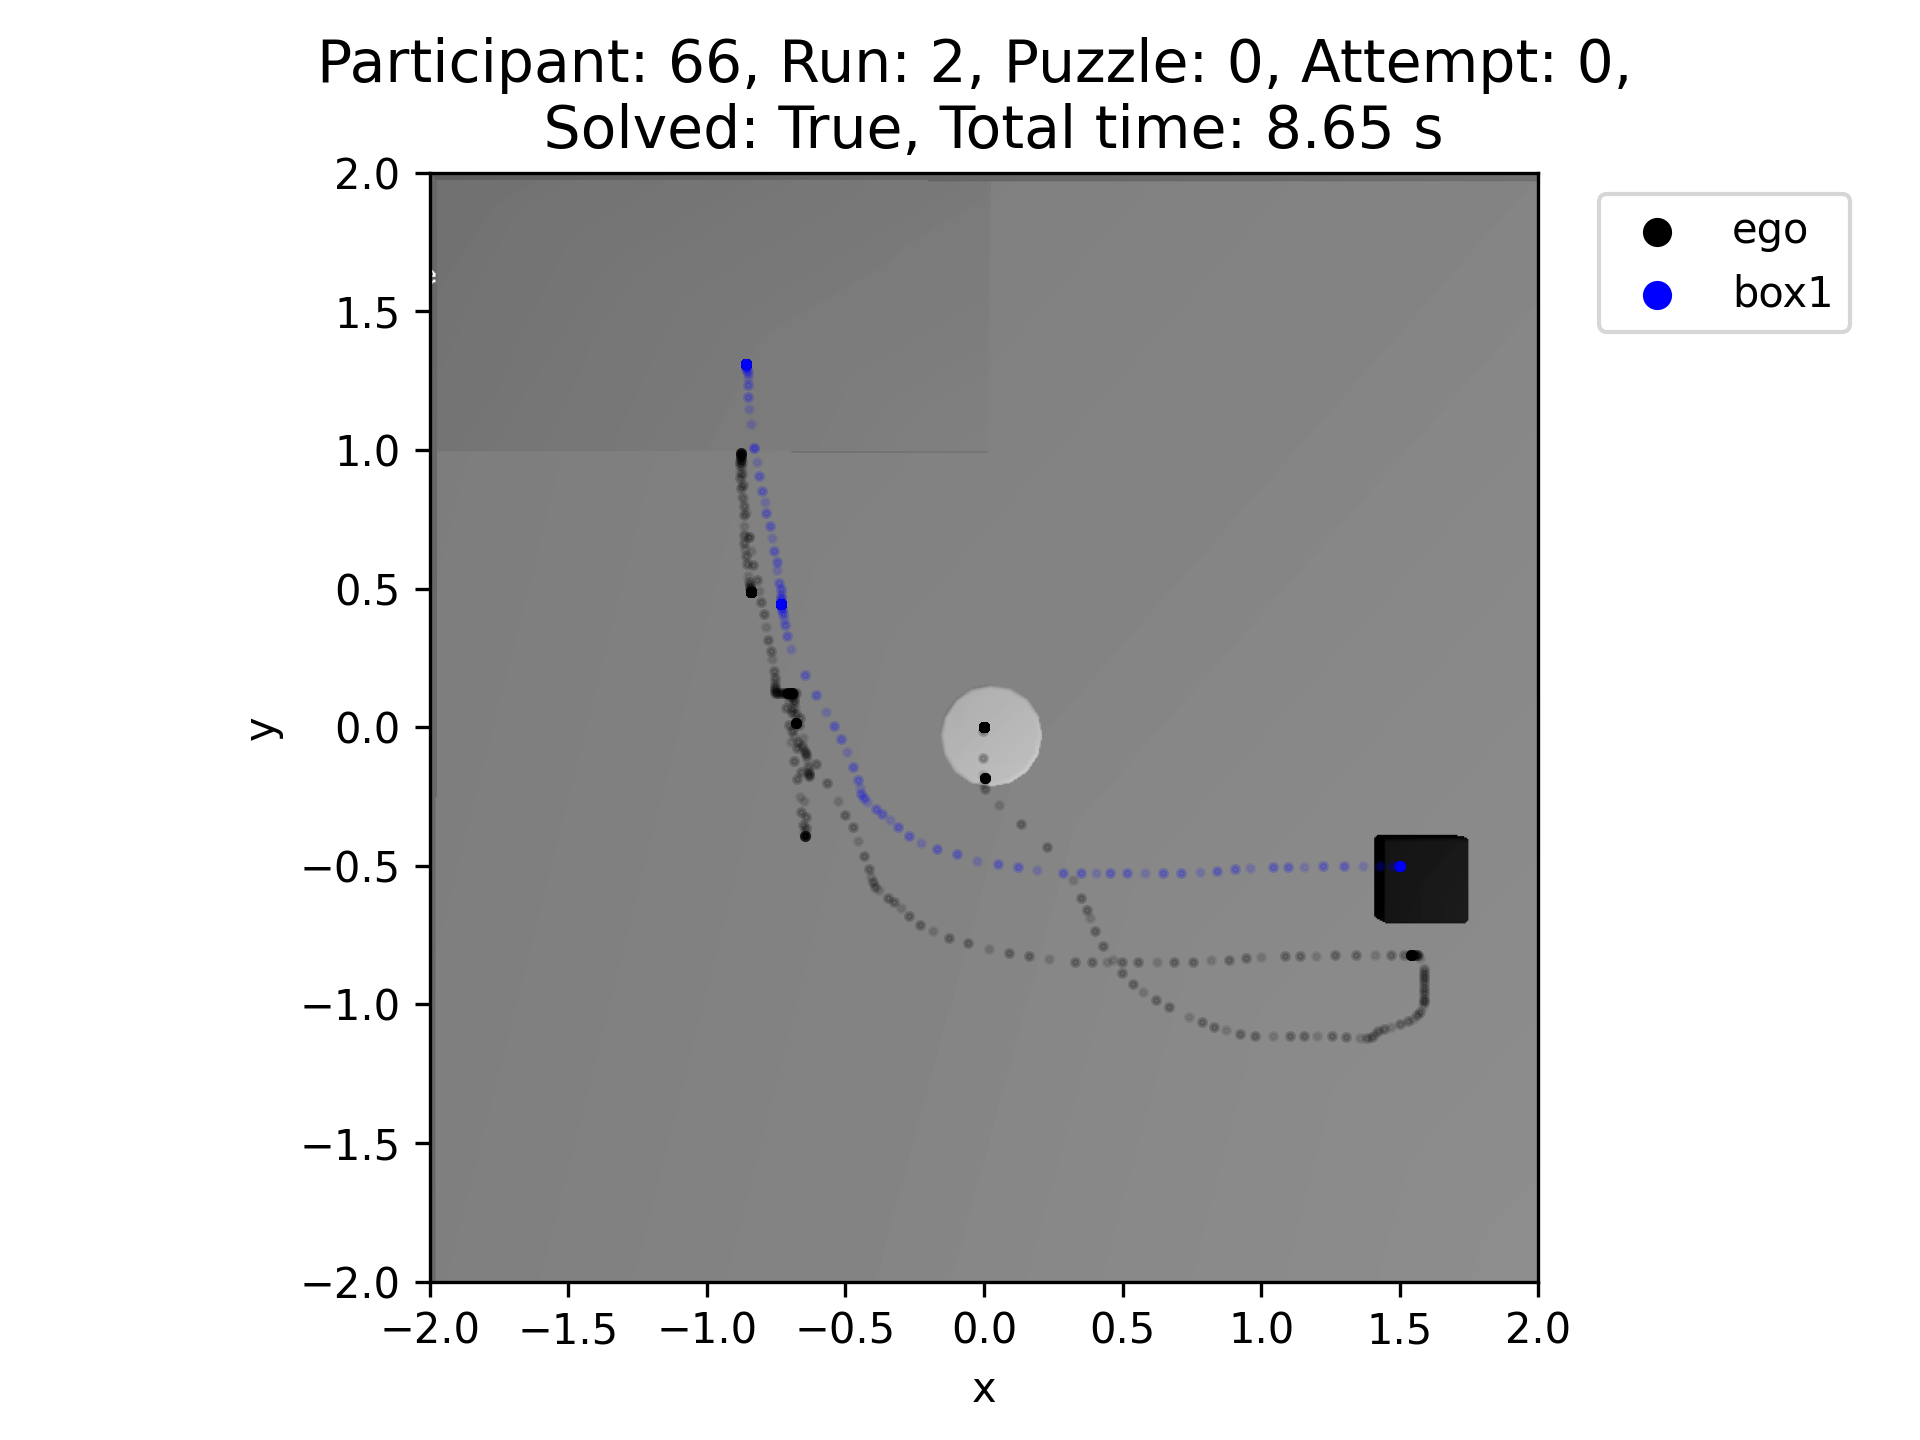 Participant: 66, Run: 2, Puzzle: 0, Attempt: 0,
Solved: True, Total time: 8.65 s
ego
box1
2.0
1.5
1.0
0.5
0.0
−0.5
−1.0
−1.5
−2.0
y
−2.0 −1.5 −1.0 −0.5 0.0 0.5 1.0 1.5 2.0
x